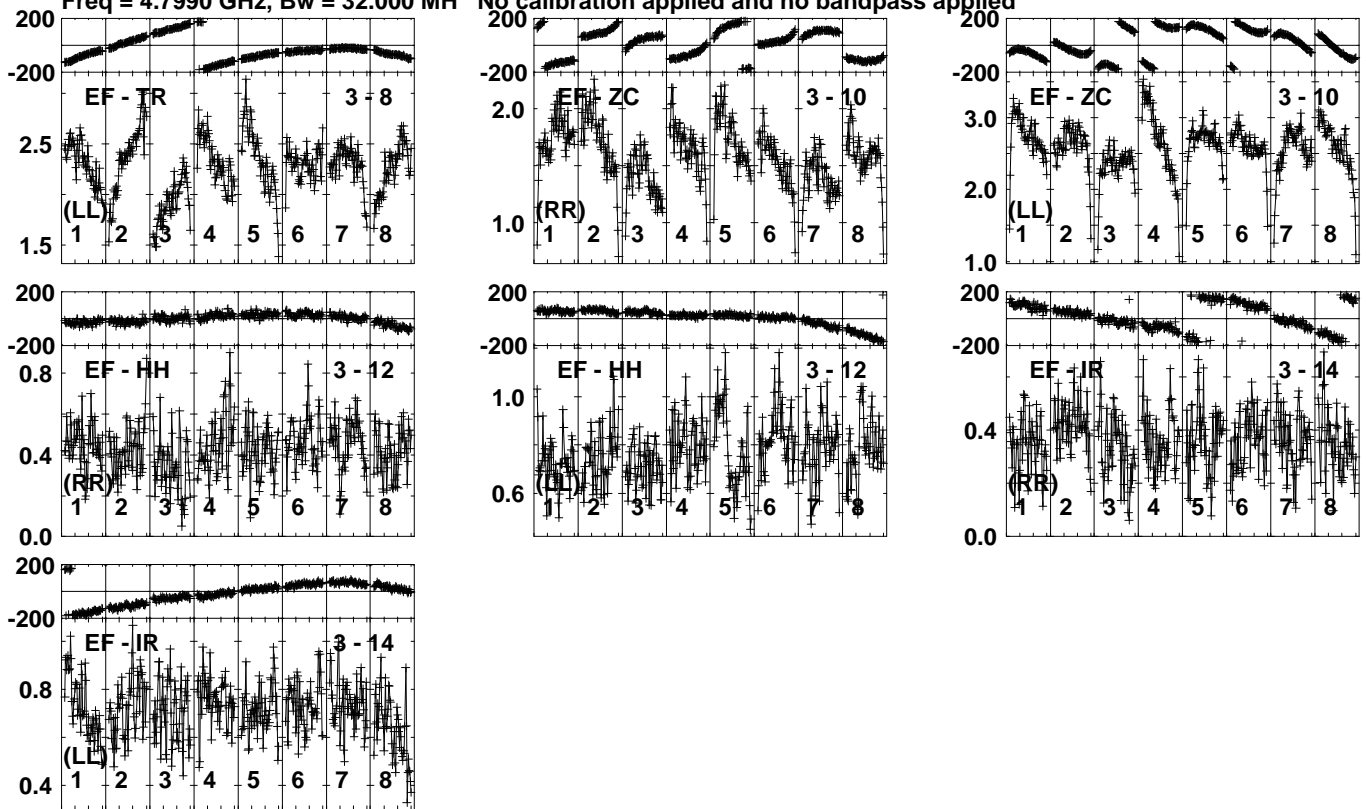 Freq = 4.7990 GHz, Bw = 32.000 MH No calibration applied and no bandpass applied
200
-200
EF - TR 3 - 8
2.5
1.5
(LL)
1 2 3 4 5 6 7 8
EF - ZC 3 - 10
2.0
1.0
(RR)
1 2 3 4 5 6 7 8
200
-200
EF - ZC 3 - 10
3.0
2.0
1.0
(LL)
1 2 3 4 5 6 7 8
200
-200
EF - HH 3 - 12
0.8
0.4
0.0
(RR)
1 2 3 4 5 6 7 8
200
-200
EF - HH 3 - 12
1.0
0.6
(LL)
1 2 3 4 5 6 7 8
200
-200
EF - IR 3 - 14
0.4
0.0
(RR)
1 2 3 4 5 6 7 8
200
-200
EF - IR 3 - 14
0.8
0.4
(LL)
1 2 3 4 5 6 7 8